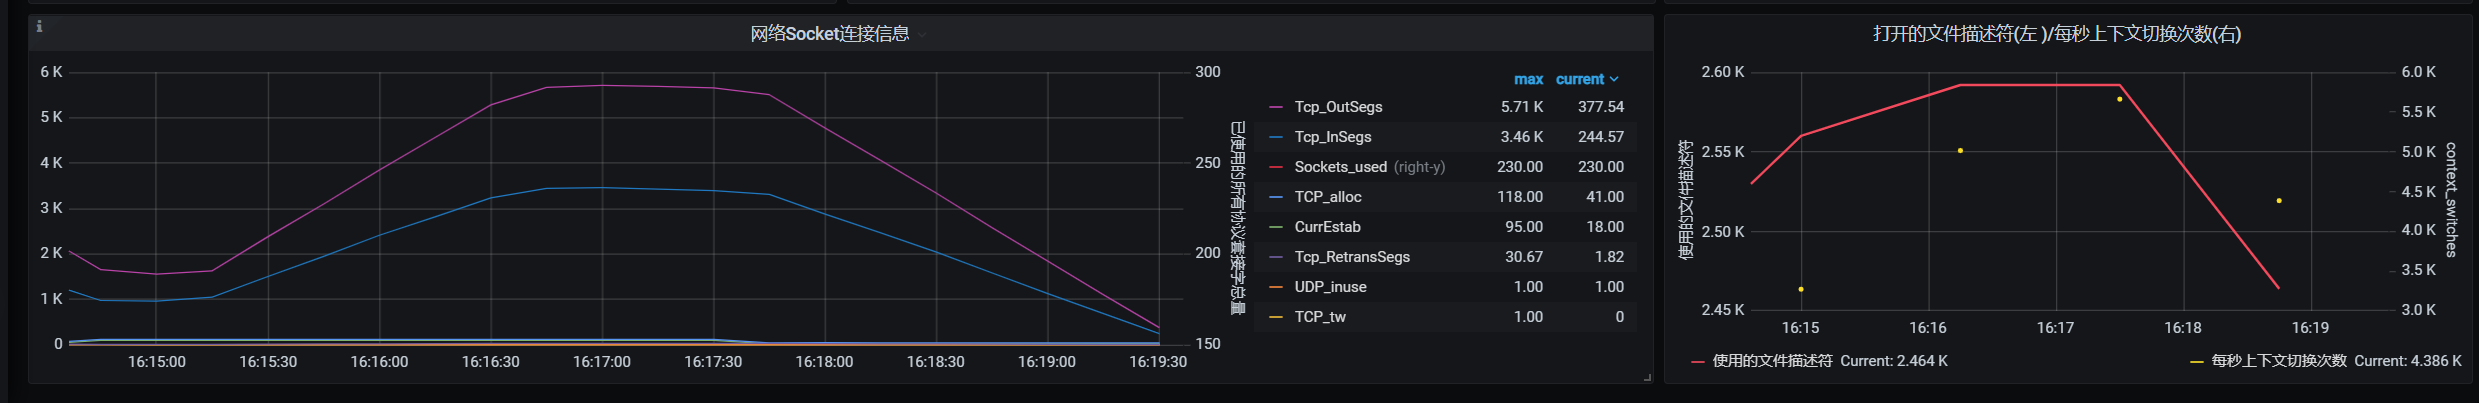 网络Socket连接信息
6 K
5 K
4 K
3 K
2 K
1 K
0
300
250
200
150
已使用的所有协议套接字总量
16:15:00 16:15:30 16:16:00 16:16:30 16:17:00 16:17:30 16:18:00 16:18:30 16:19:00 16:19:30
max current
Tcp_OutSegs 5.71 K 377.54
Tcp_InSegs 3.46 K 244.57
Sockets_used (right-y) 230.00 230.00
TCP_alloc 118.00 41.00
CurrEstab 95.00 18.00
Tcp_RetransSegs 30.67 1.82
UDP_inuse 1.00 1.00
TCP_tw 1.00 0
打开的文件描述符(左 )/每秒上下文切换次数(右)
使用的文件描述符
2.60 K
2.55 K
2.50 K
2.45 K
6.0 K
5.5 K
5.0 K
4.5 K
4.0 K
3.5 K
3.0 K
context_switches
16:15 16:16 16:17 16:18 16:19
使用的文件描述符 Current: 2.464 K
每秒上下文切换次数 Current: 4.386 K